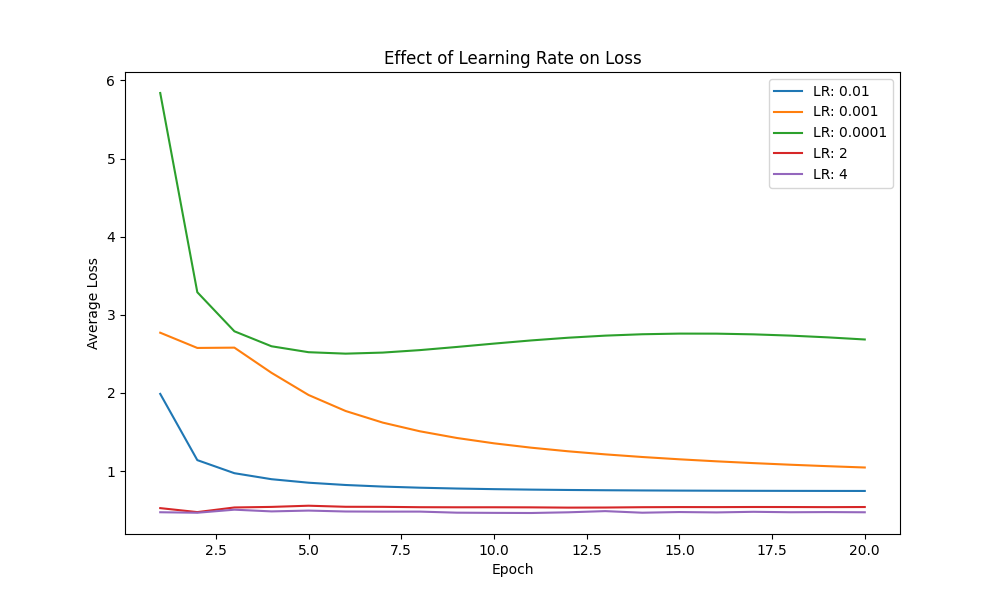 Effect of Learning Rate on Loss
6
5
4
3
2
1
Average Loss
LR: 0.01
LR: 0.001
LR: 0.0001
LR: 2
LR: 4
2.5 5.0 7.5 10.0 12.5 15.0 17.5 20.0
Epoch